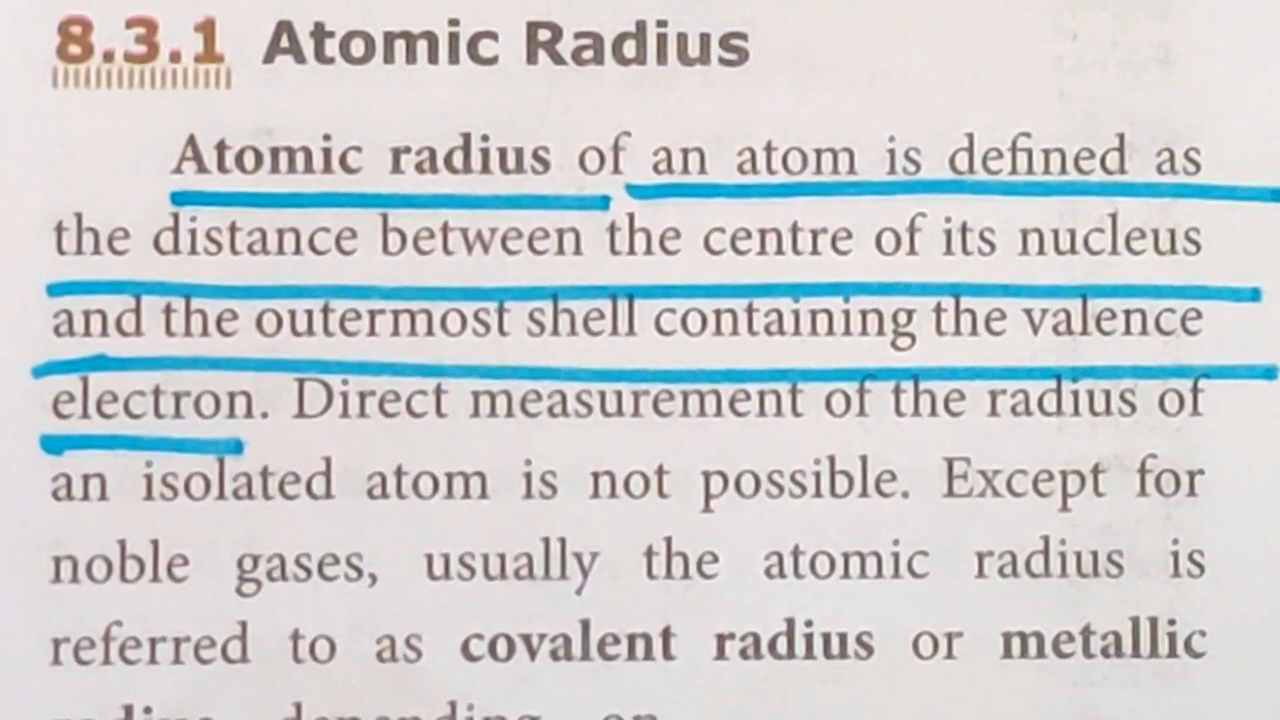 8.3.1 Atomic Radius
Atomic radius of an atom is defined as
the distance between the centre of its nucleus
and the outermost shell containing the valence
electron. Direct measurement of the radius of
an isolated atom is not possible. Except for
noble gases, usually the atomic radius is
referred to as covalent radius or metallic
radius depending on